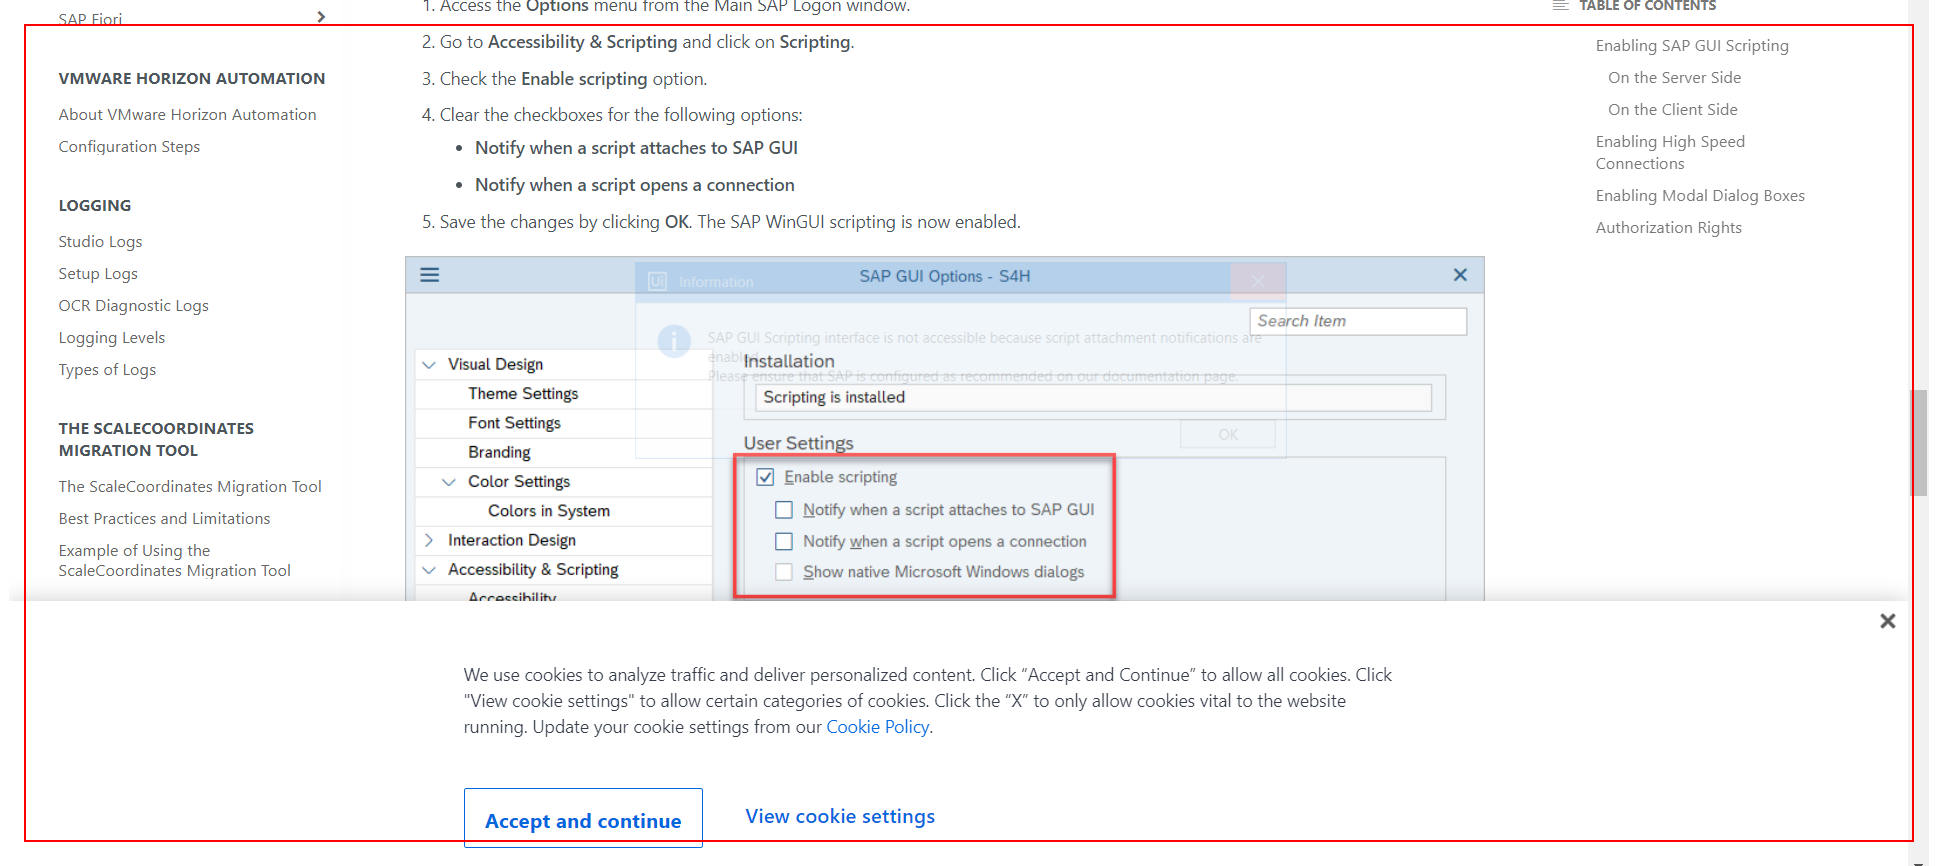 SAP Fiori
VMWARE HORIZON AUTOMATION
About VMware Horizon Automation
Configuration Steps
LOGGING
Studio Logs
Setup Logs
OCR Diagnostic Logs
Logging Levels
Types of Logs
THE SCALECOORDINATES
MIGRATION TOOL
The ScaleCoordinates Migration Tool
Best Practices and Limitations
Example of Using the
ScaleCoordinates Migration Tool
1. Access the Options menu from the Main SAP Logon window.
2. Go to Accessibility & Scripting and click on Scripting.
3. Check the Enable scripting option.
4. Clear the checkboxes for the following options:
• Notify when a script attaches to SAP GUI
• Notify when a script opens a connection
5. Save the changes by clicking OK. The SAP WinGUI scripting is now enabled.
SAP GUI Options - S4H
Search Item
Visual Design
Theme Settings
Font Settings
Branding
Color Settings
Colors in System
Interaction Design
Accessibility & Scripting
Accessibility
Installation
Scripting is installed
User Settings
Enable scripting
Notify when a script attaches to SAP GUI
Notify when a script opens a connection
Show native Microsoft Windows dialogs
Ui Information
SAP GUI Scripting interface is not accessible because script attachment notifications are
enabled.
Please ensure that SAP is configured as recommended on our documentation page.
OK
TABLE OF CONTENTS
Enabling SAP GUI Scripting
On the Server Side
On the Client Side
Enabling High Speed
Connections
Enabling Modal Dialog Boxes
Authorization Rights
We use cookies to analyze traffic and deliver personalized content. Click “Accept and Continue” to allow all cookies. Click
"View cookie settings" to allow certain categories of cookies. Click the “X” to only allow cookies vital to the website
running. Update your cookie settings from our Cookie Policy.
Accept and continue
View cookie settings